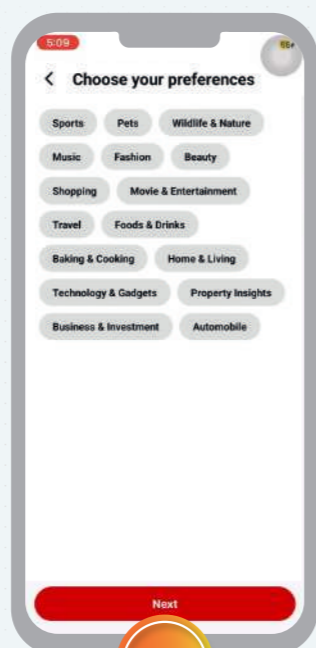 5:09
Choose your preferences
Sports Pets Wildlife & Nature
Music Fashion Beauty
Shopping Movie & Entertainment
Travel Foods & Drinks
Baking & Cooking Home & Living
Technology & Gadgets Property Insights
Business & Investment Automobile
Next